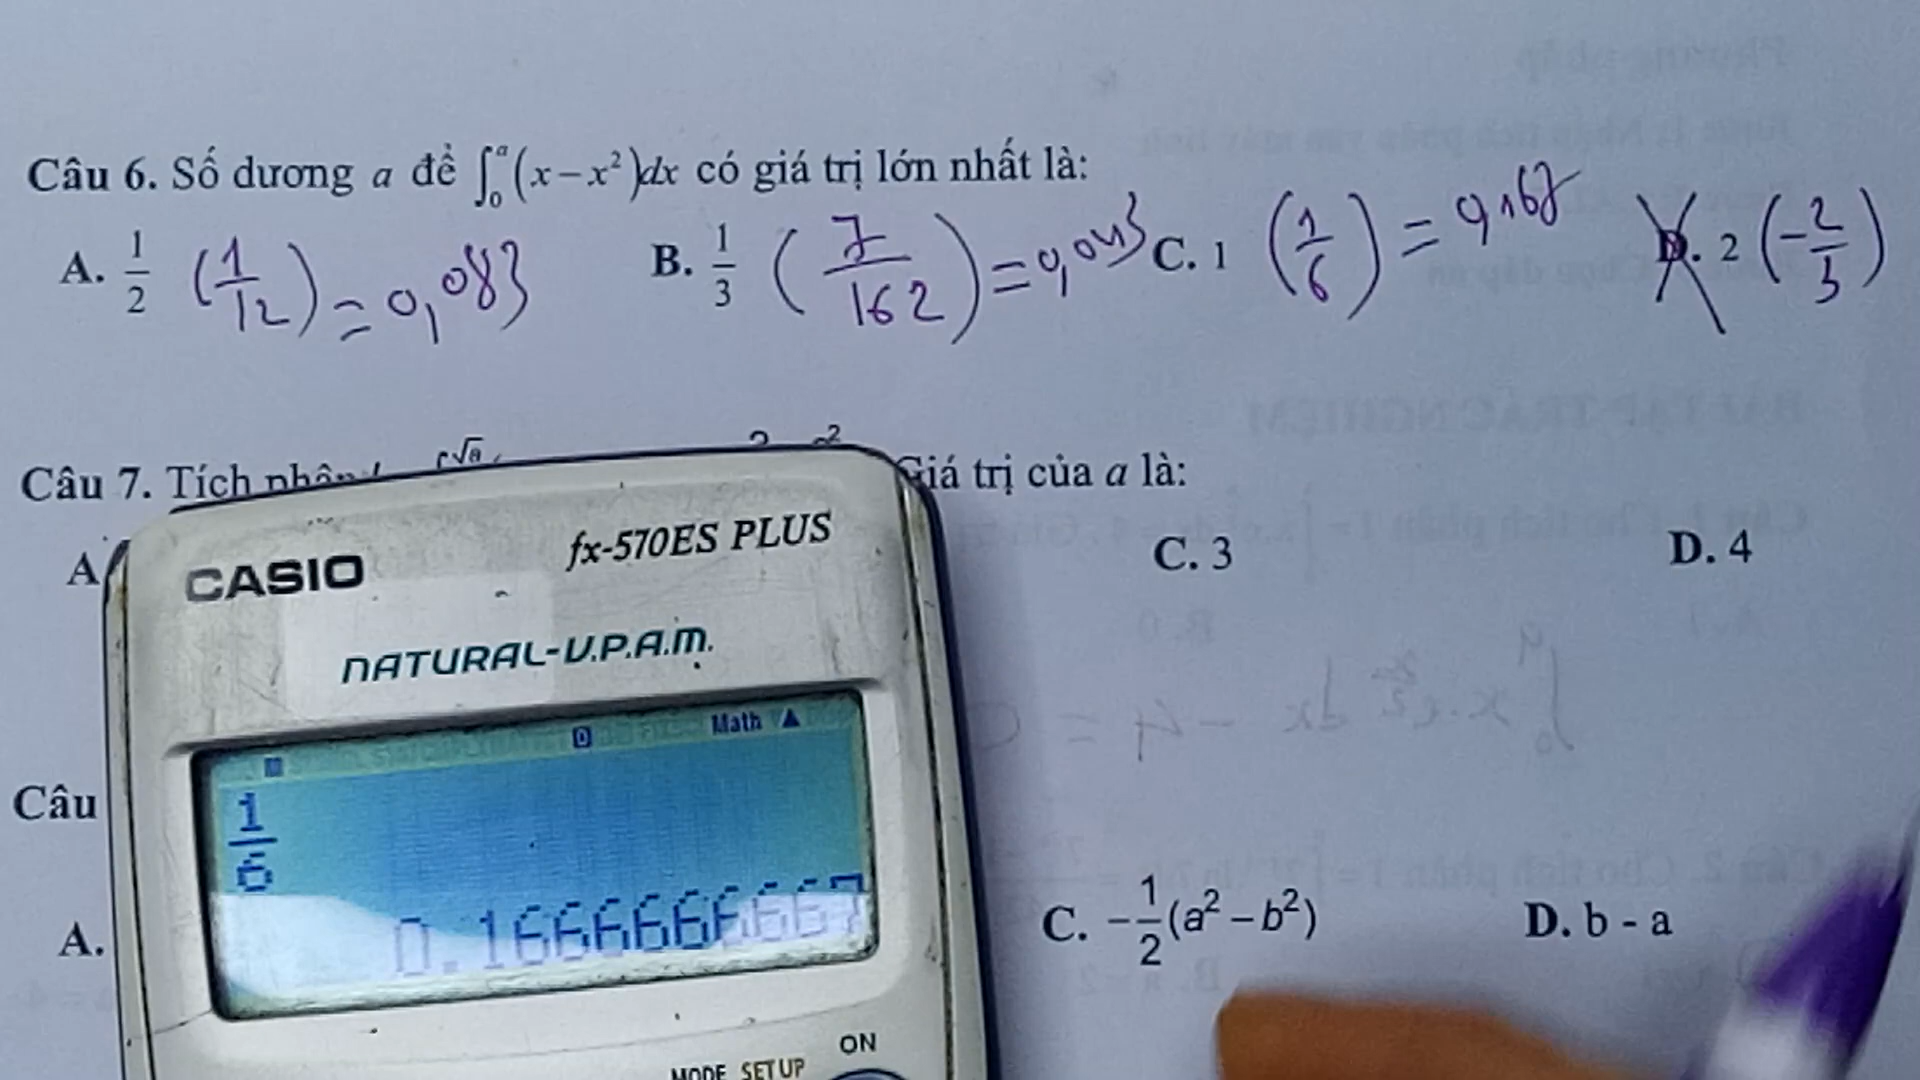 Câu 6. Số dương a để ∫₀ᵃ(x – x²)dx có giá trị lớn nhất là:
A. 1/2 (1/12) = 0,083 B. 1/3 (7/162) = 0,043 C. 1 (1/6) = 0,167 D. 2 (-2/3)
Câu 7. Tích phân Giá trị của a là:
A C. 3 D. 4
CASIO fx-570ES PLUS
NATURAL-V.P.A.M.
D Math ▲
1/6
0.1666666667
Câu
A. C. -1/2(a² – b²) D. b - a
ON
MODE SETUP